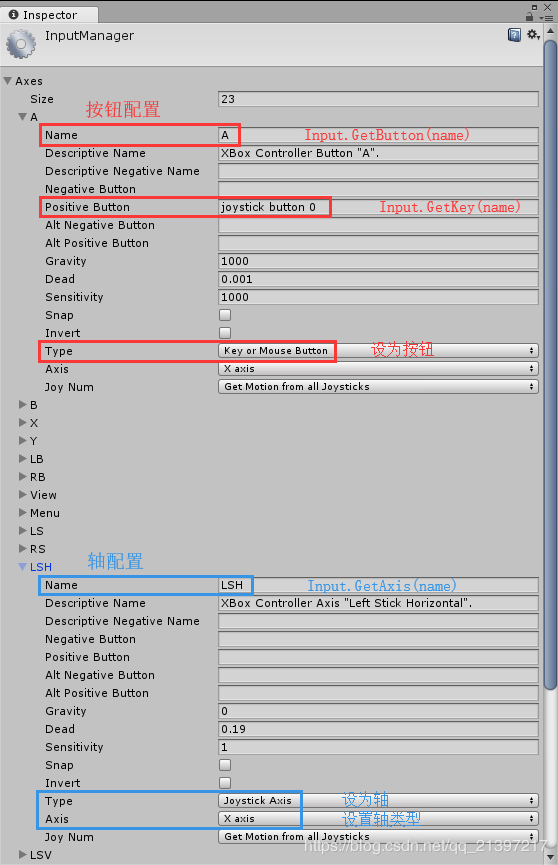 Inspector
InputManager
Axes
Size 23
按钮配置
A
Name A Input.GetButton(name)
Descriptive Name XBox Controller Button "A".
Descriptive Negative Name
Negative Button
Positive Button joystick button 0 Input.GetKey(name)
Alt Negative Button
Alt Positive Button
Gravity 1000
Dead 0.001
Sensitivity 1000
Snap
Invert
Type Key or Mouse Button 设为按钮
Axis X axis
Joy Num Get Motion from all Joysticks
B
X
Y
LB
RB
View
Menu
LS
RS
轴配置
LSH
Name LSH Input.GetAxis(name)
Descriptive Name XBox Controller Axis "Left Stick Horizontal".
Descriptive Negative Name
Negative Button
Positive Button
Alt Negative Button
Alt Positive Button
Gravity 0
Dead 0.19
Sensitivity 1
Snap
Invert
Type Joystick Axis 设为轴
Axis X axis 设置轴类型
Joy Num Get Motion from all Joysticks
https://blog.csdn.net/qq_21397217
LSV